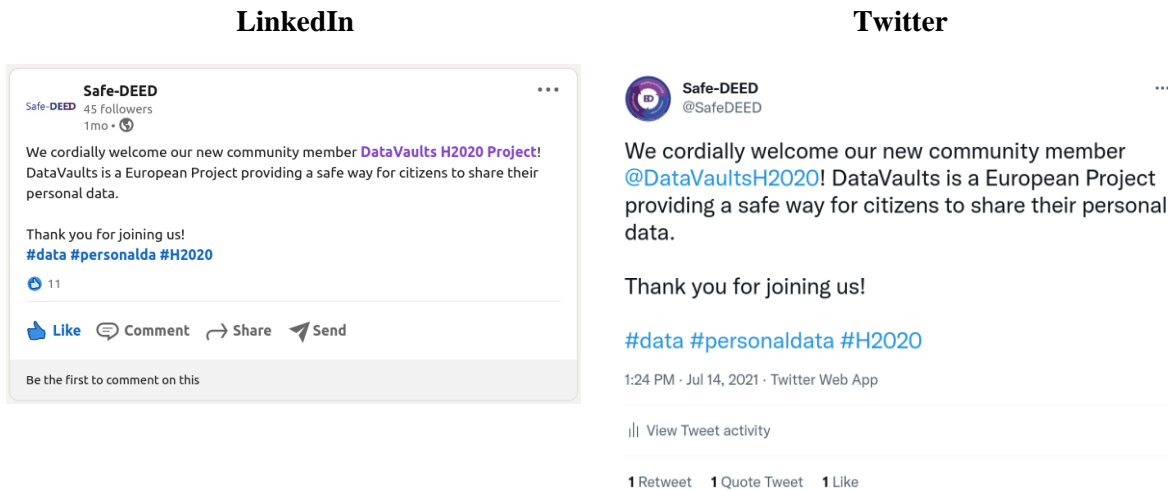 LinkedIn
Safe-DEED
Safe-DEED
45 followers
1mo •
We cordially welcome our new community member DataVaults H2020 Project!
DataVaults is a European Project providing a safe way for citizens to share their
personal data.
Thank you for joining us!
#data #personalda #H2020
11
Like Comment Share Send
Be the first to comment on this
Twitter
Safe-DEED
@SafeDEED
We cordially welcome our new community member
@DataVaultsH2020! DataVaults is a European Project
providing a safe way for citizens to share their personal
data.
Thank you for joining us!
#data #personaldata #H2020
1:24 PM · Jul 14, 2021 · Twitter Web App
View Tweet activity
1 Retweet 1 Quote Tweet 1 Like